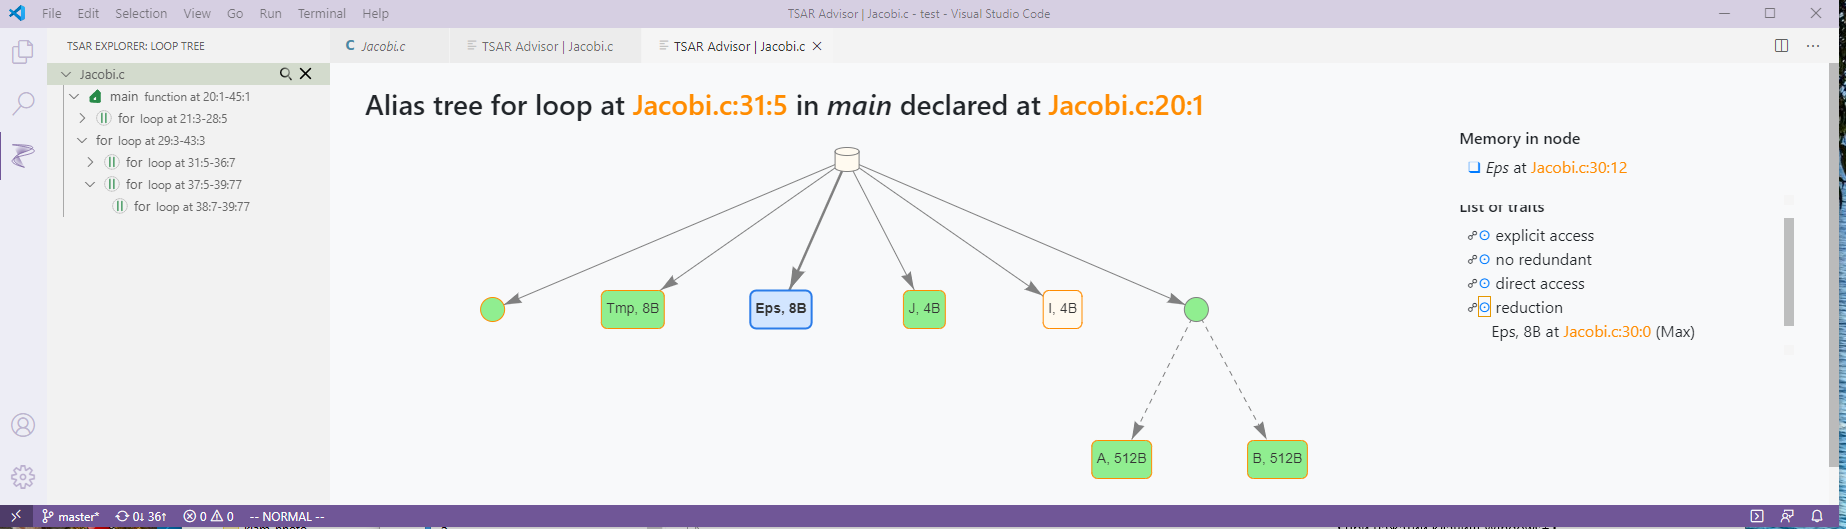 File Edit Selection View Go Run Terminal Help
TSAR Advisor | Jacobi.c - test - Visual Studio Code
TSAR EXPLORER: LOOP TREE
Jacobi.c
TSAR Advisor | Jacobi.c
TSAR Advisor | Jacobi.c
Jacobi.c
main function at 20:1-45:1
for loop at 21:3-28:5
for loop at 29:3-43:3
for loop at 31:5-36:7
for loop at 37:5-39:77
for loop at 38:7-39:77
Alias tree for loop at Jacobi.c:31:5 in main declared at Jacobi.c:20:1
Tmp, 8B
Eps, 8B
J, 4B
I, 4B
A, 512B
B, 512B
Memory in node
Eps at Jacobi.c:30:12
List of traits
explicit access
no redundant
direct access
reduction
Eps, 8B at Jacobi.c:30:0 (Max)
master* 0↓ 36↑ 0 0 -- NORMAL --